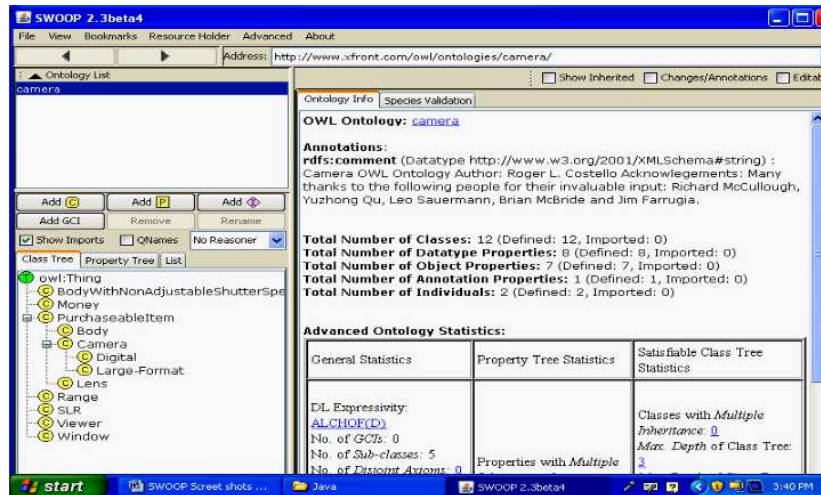 SWOOP 2.3beta4
File View Bookmarks Resource Holder Advanced About
Address: http://www.xfront.com/owl/ontologies/camera/
Ontology List
camera
Add C Add P Add
Add GCI Remove Rename
Show Imports QNames No Reasoner
Class Tree Property Tree List
owl:Thing
BodyWithNonAdjustableShutterSpe
Money
PurchaseableItem
Body
Camera
Digital
Large-Format
Lens
Range
SLR
Viewer
Window
Show Inherited Changes/Annotations Editab
Ontology Info Species Validation
OWL Ontology: camera
Annotations:
rdfs:comment (Datatype http://www.w3.org/2001/XMLSchema#string) :
Camera OWL Ontology Author: Roger L. Costello Acknowlegements: Many
thanks to the following people for their invaluable input: Richard McCullough,
Yuzhong Qu, Leo Sauermann, Brian McBride and Jim Farrugia.
Total Number of Classes: 12 (Defined: 12, Imported: 0)
Total Number of Datatype Properties: 8 (Defined: 8, Imported: 0)
Total Number of Object Properties: 7 (Defined: 7, Imported: 0)
Total Number of Annotation Properties: 1 (Defined: 1, Imported: 0)
Total Number of Individuals: 2 (Defined: 2, Imported: 0)
Advanced Ontology Statistics:
General Statistics
Property Tree Statistics
Satisfiable Class Tree
Statistics
DL Expressivity:
ALCHOF(D)
No. of GCIs: 0
No. of Sub-classes: 5
No. of Disjoint Axioms: 0
Properties with Multiple
Classes with Multiple
Inheritance: 0
Max. Depth of Class Tree:
3
start
SWOOP Screet shots ...
Java
SWOOP 2.3beta4
3:40 PM